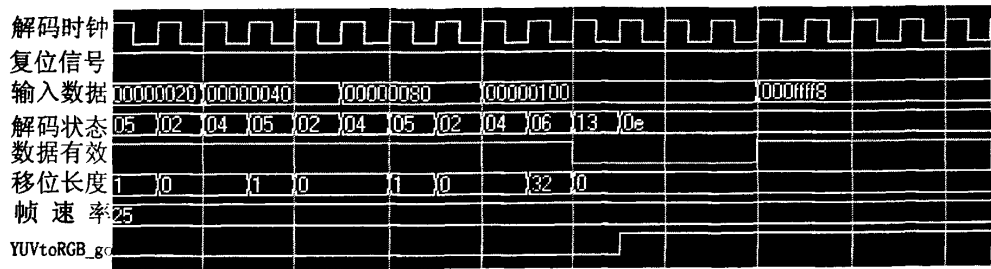 解码时钟
复位信号
输入数据 00000020 00000040 00000080 00000100 000ffff8
解码状态 05 02 04 05 02 04 05 02 04 06 13 0e
数据有效
移位长度 1 0 1 0 1 0 32 0
帧速率 25
YUVtoRGB_go